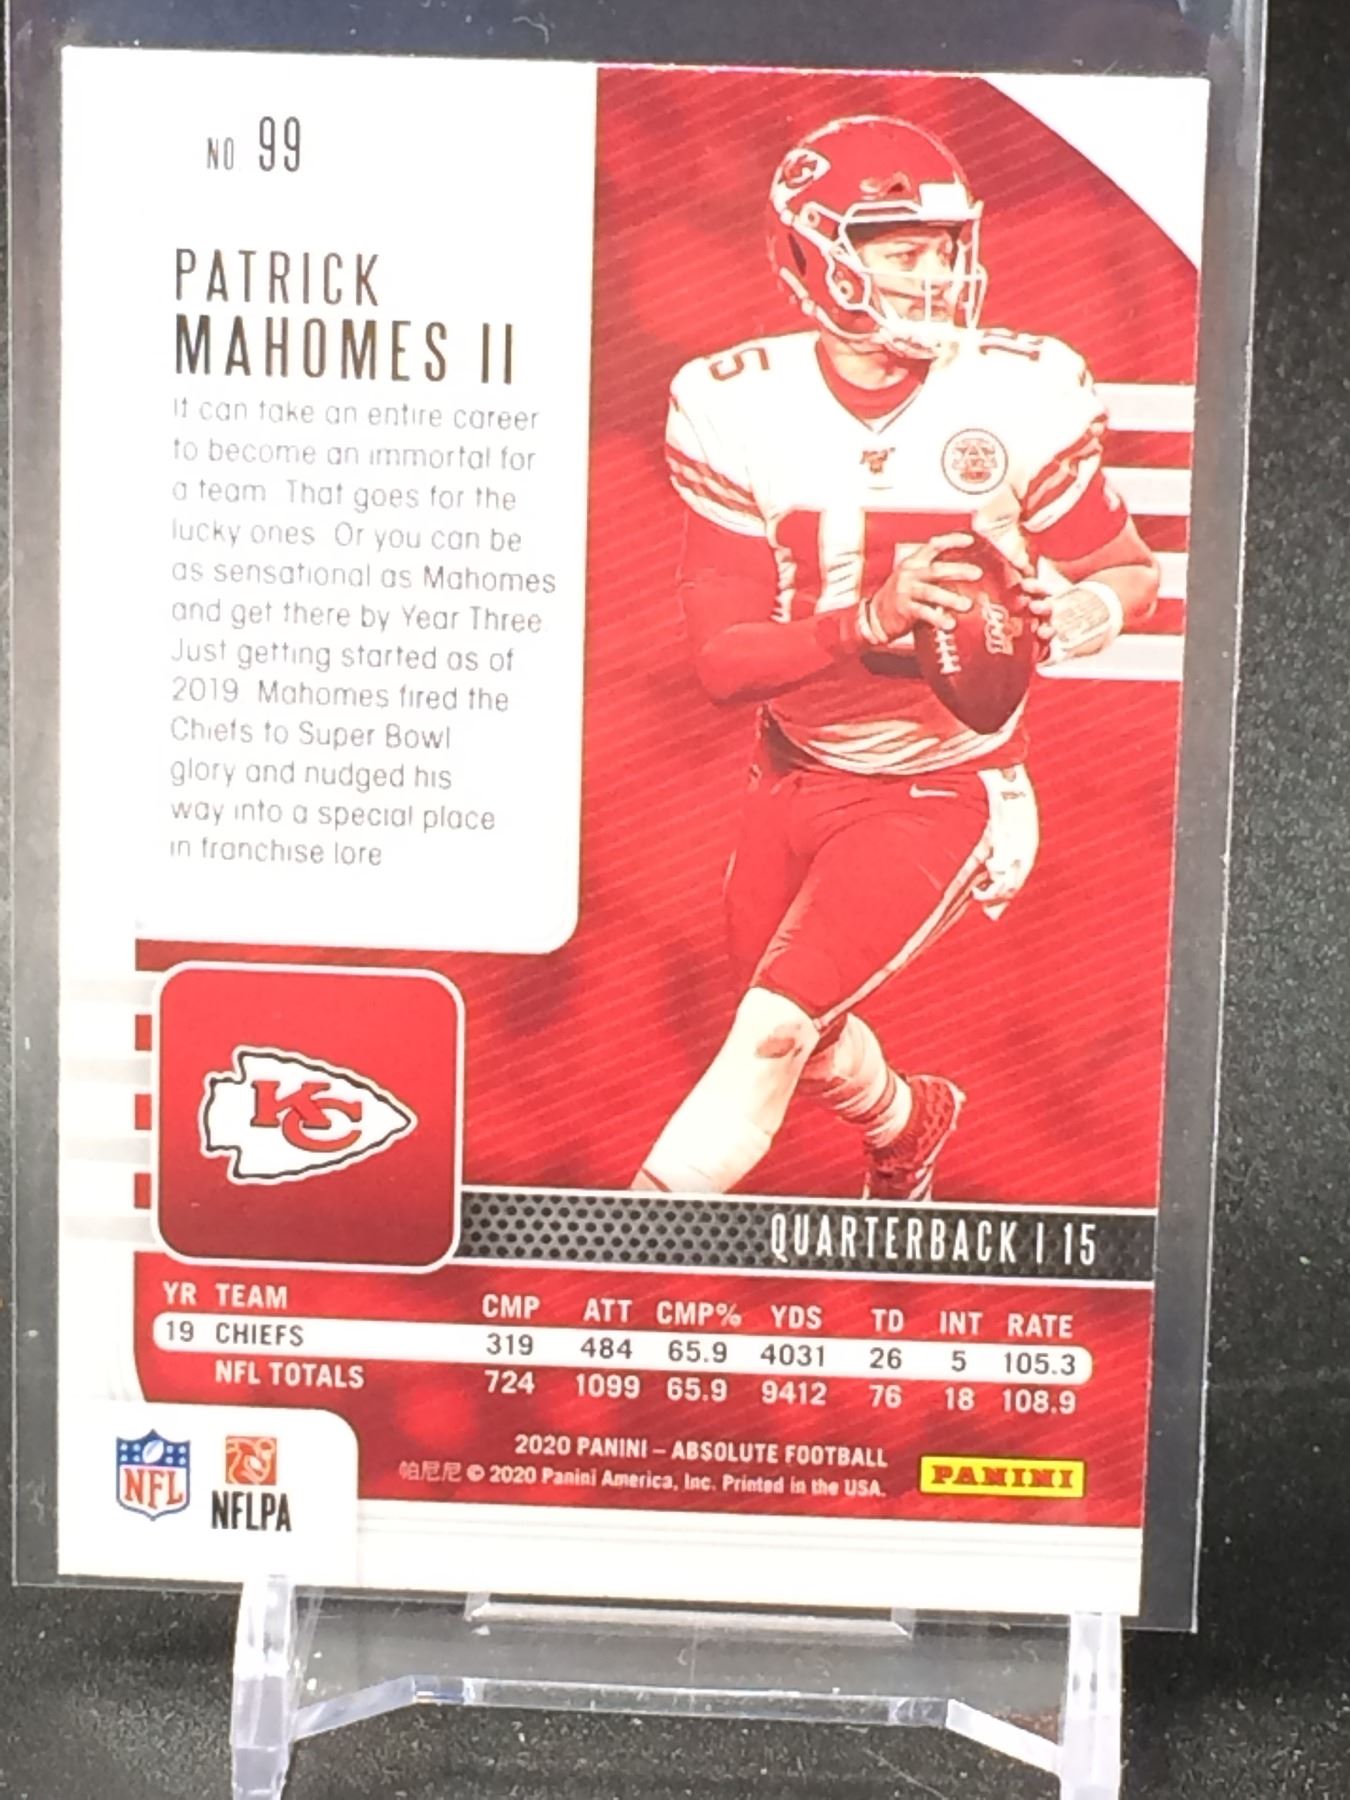 NO. 99
PATRICK
MAHOMES II
It can take an entire career
to become an immortal for
a team. That goes for the
lucky ones. Or you can be
as sensational as Mahomes
and get there by Year Three.
Just getting started as of
2019, Mahomes fired the
Chiefs to Super Bowl
glory and nudged his
way into a special place
in franchise lore.
15
15
15
KC
QUARTERBACK | 15
YR TEAM CMP ATT CMP% YDS TD INT RATE
19 CHIEFS 319 484 65.9 4031 26 5 105.3
NFL TOTALS 724 1099 65.9 9412 76 18 108.9
2020 PANINI – ABSOLUTE FOOTBALL
帕尼尼 © 2020 Panini America, Inc. Printed in the USA.
PANINI
NFL
NFLPA